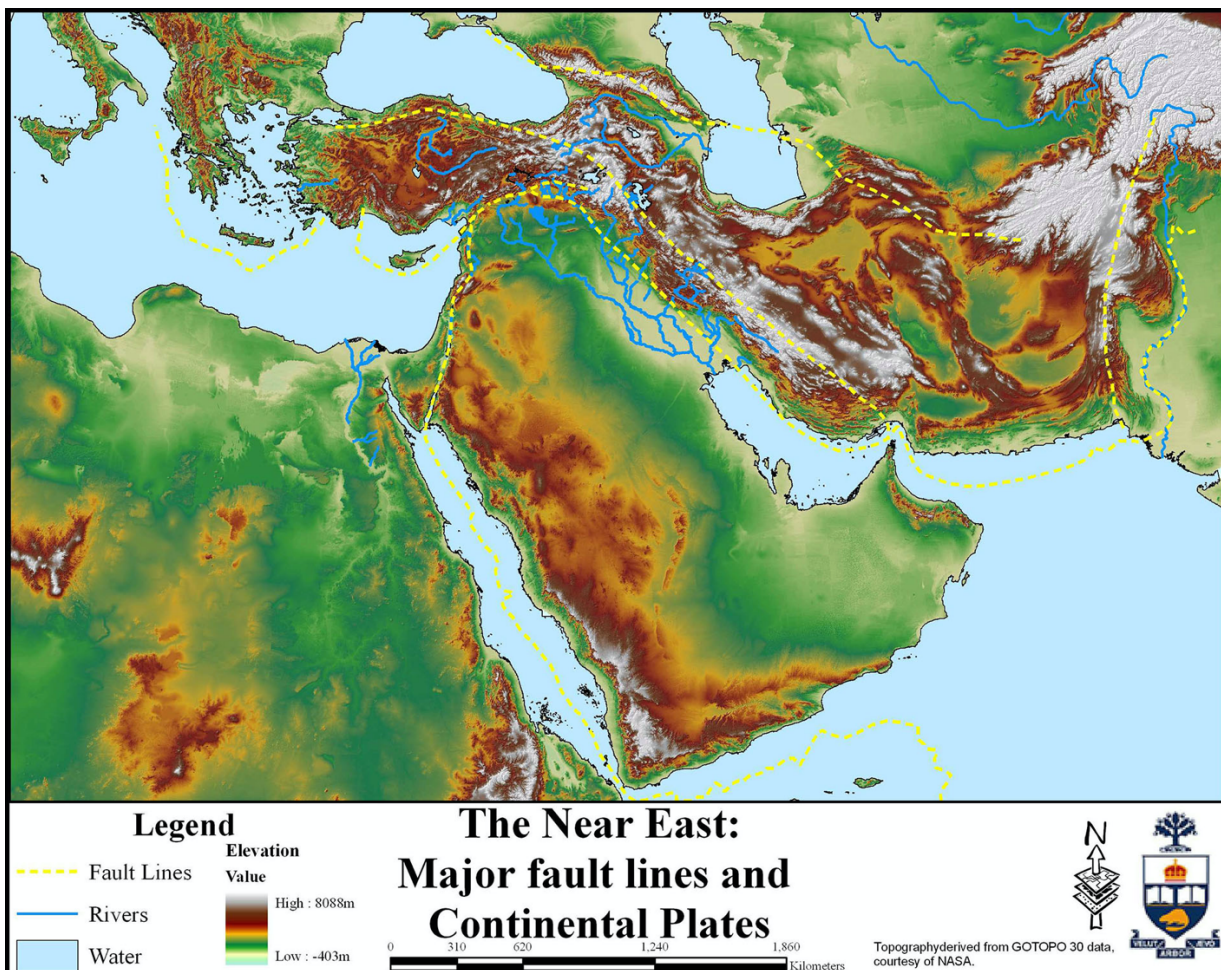 Legend
Fault Lines
Rivers
Water
Elevation
Value
High : 8088m
Low : -403m
The Near East:
Major fault lines and
Continental Plates
0 310 620 1,240 1,860
Kilometers
N
Topographyderived from GOTOPO 30 data,
courtesy of NASA.
VELUT ARBOR ÆVO